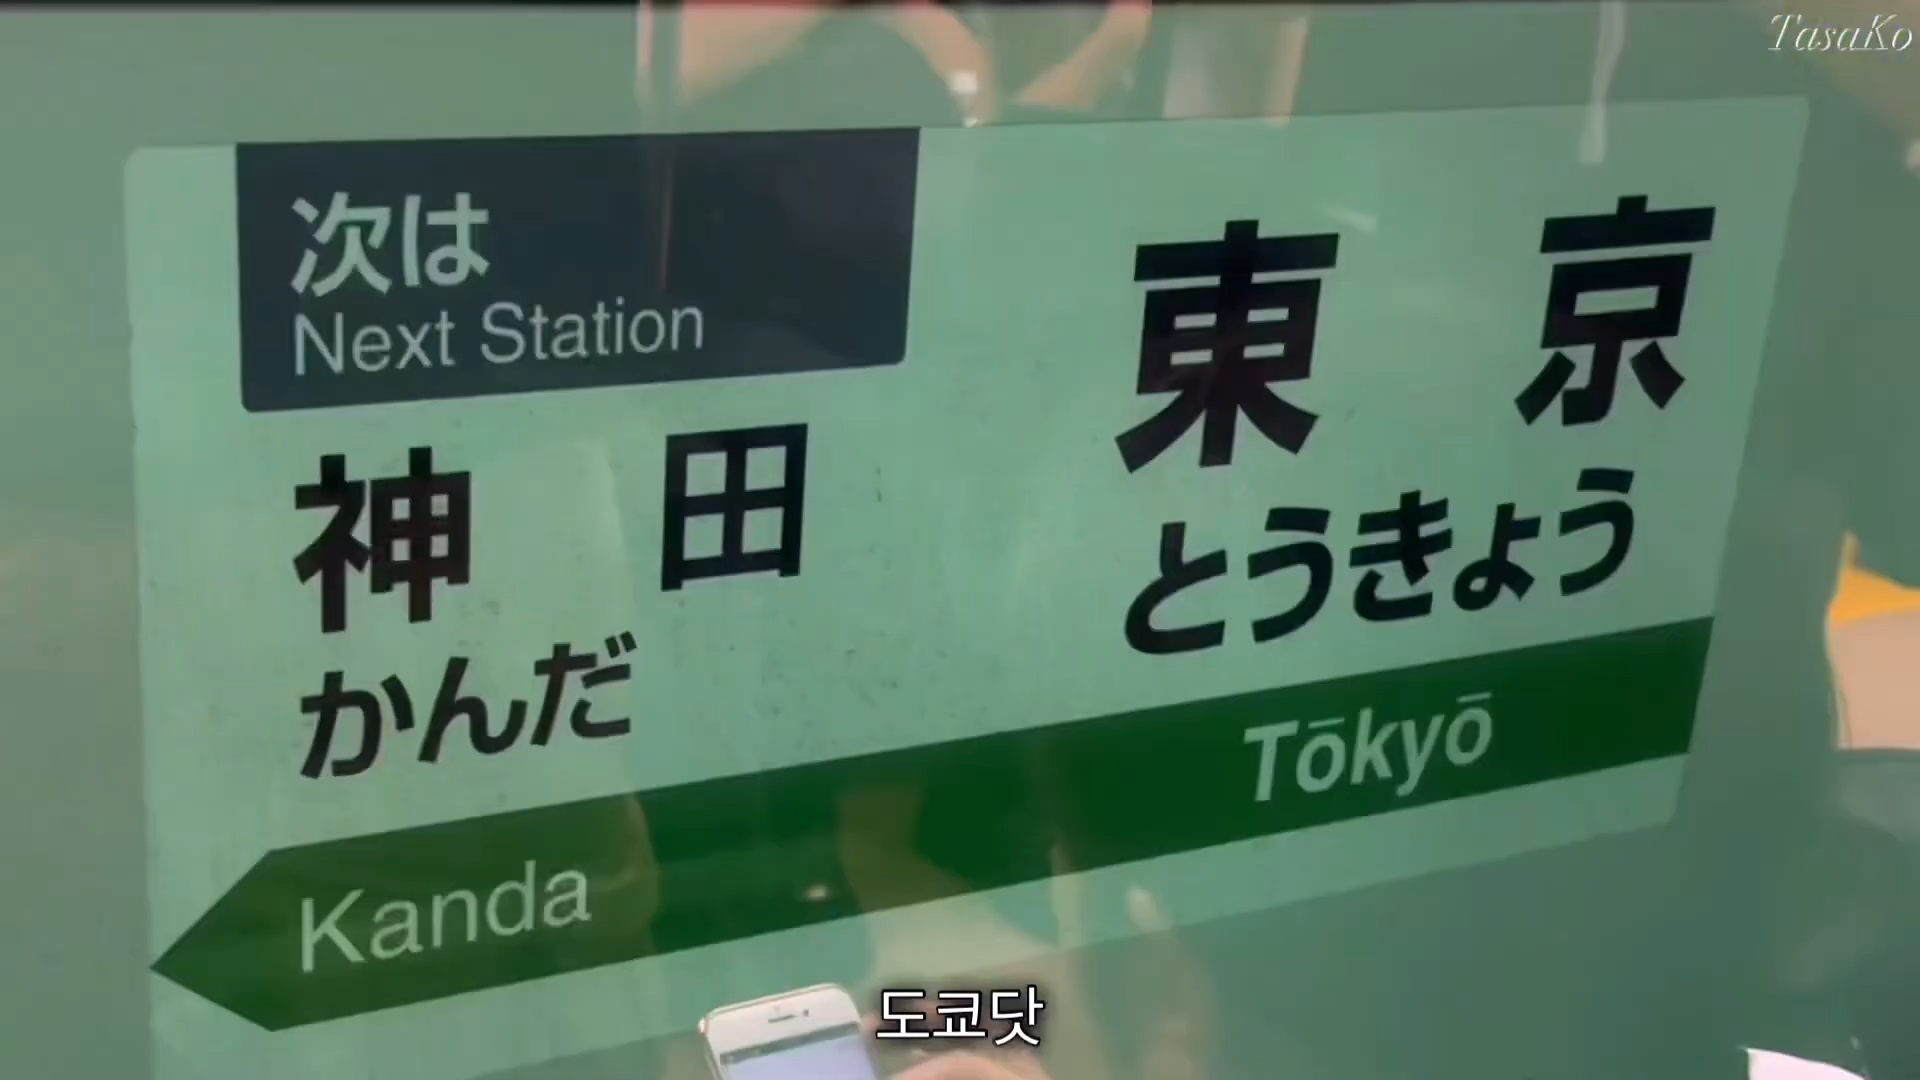 TasaKo
次は
Next Station
神田
かんだ
Kanda
東京
とうきょう
Tōkyō
도쿄닷